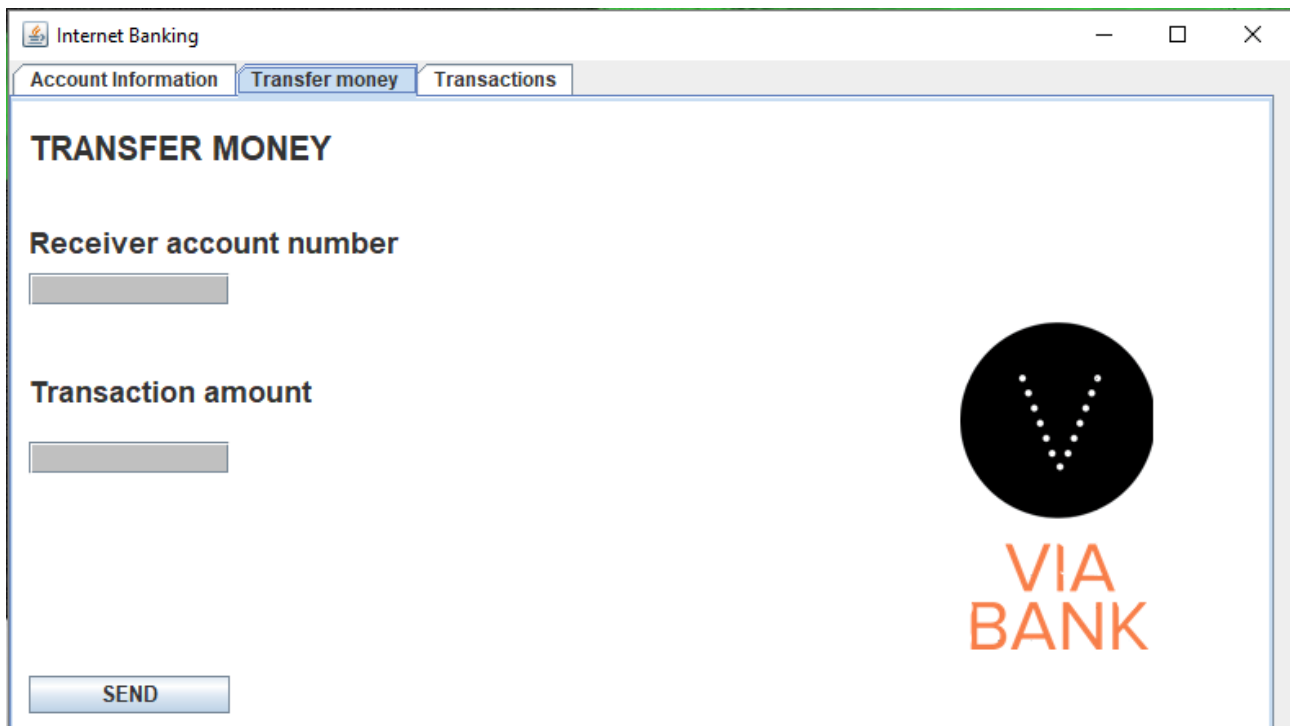 Internet Banking
Account Information Transfer money Transactions
TRANSFER MONEY
Receiver account number
Transaction amount
V
VIA
BANK
SEND